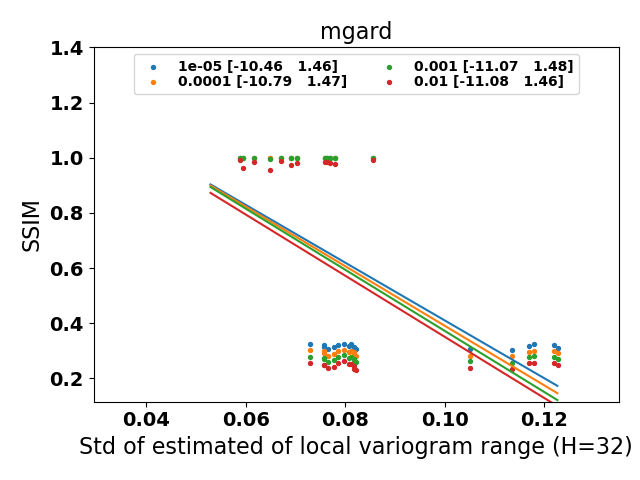 mgard
1e-05 [-10.46 1.46]
0.0001 [-10.79 1.47]
0.001 [-11.07 1.48]
0.01 [-11.08 1.46]
SSIM
1.4
1.2
1.0
0.8
0.6
0.4
0.2
0.04 0.06 0.08 0.10 0.12
Std of estimated of local variogram range (H=32)